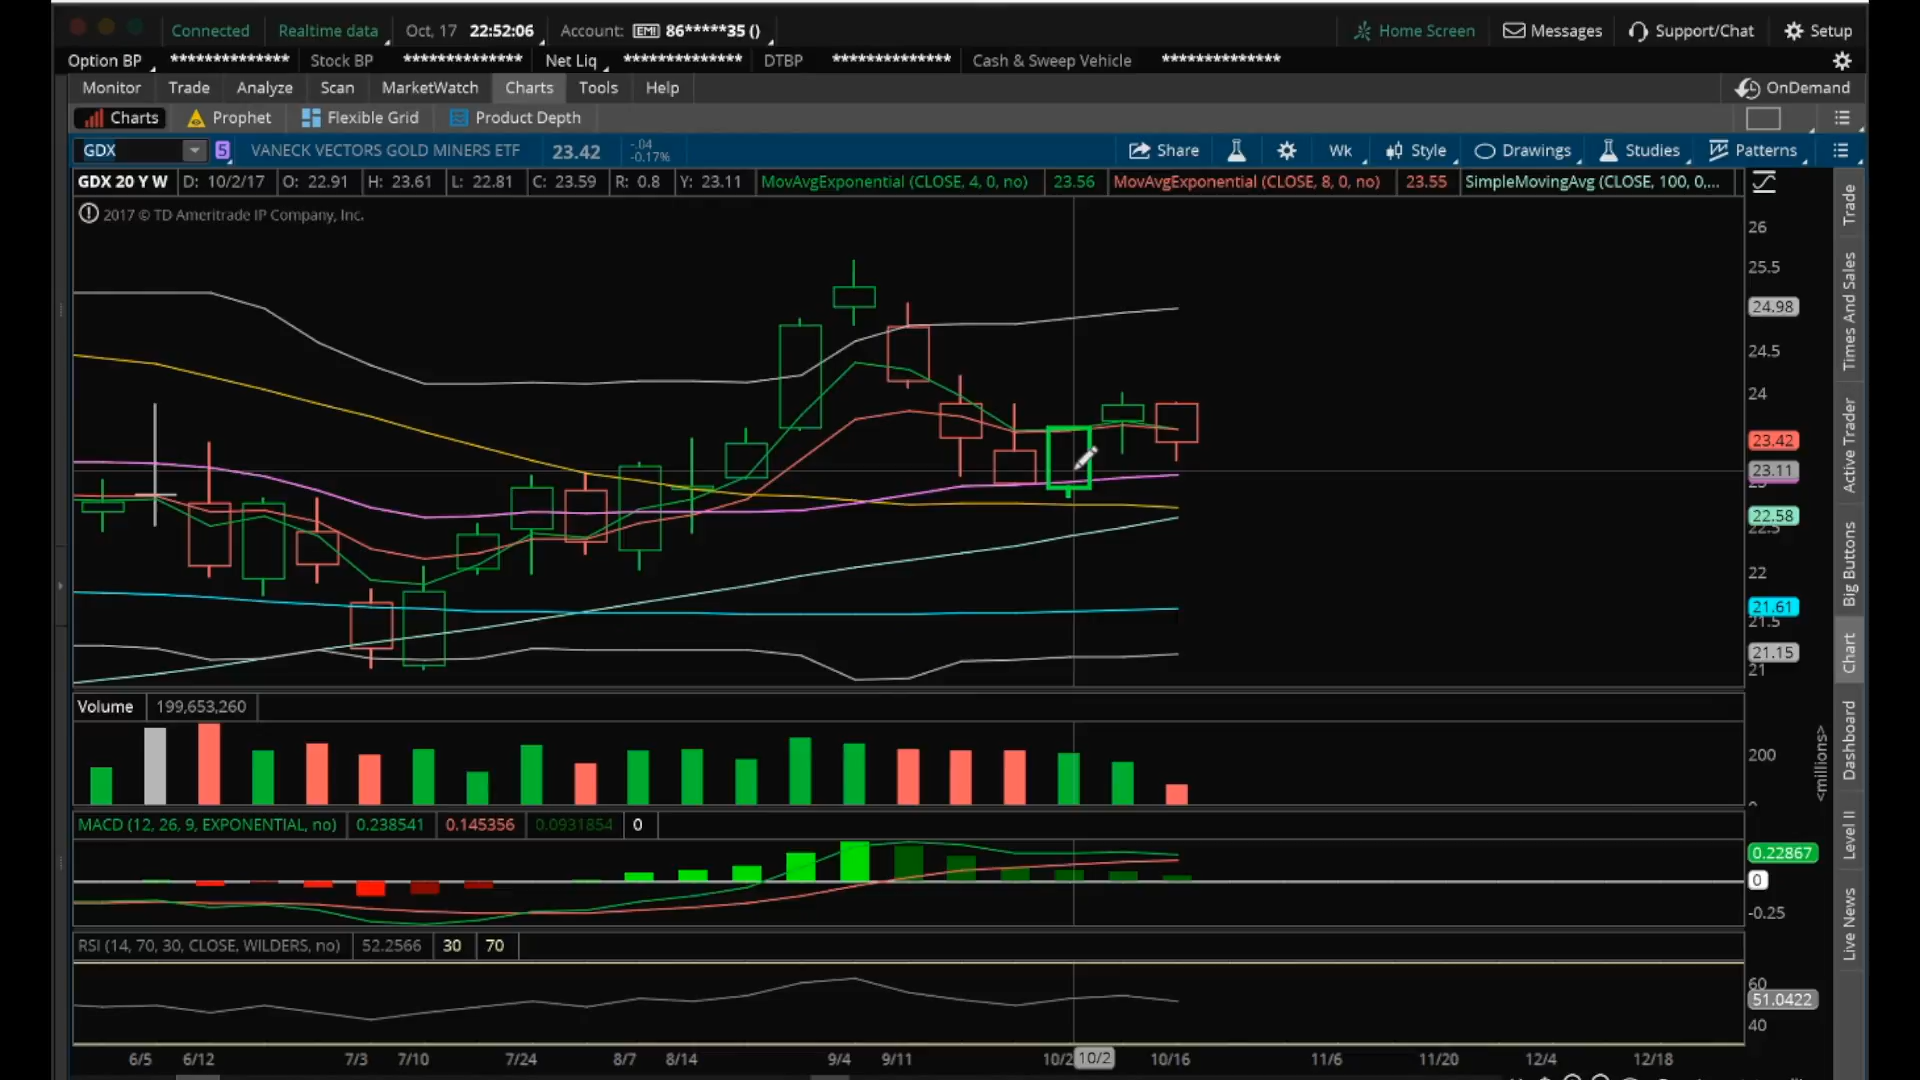 Connected Realtime data Oct, 17 22:52:06 Account: EMI 86*****35 () Home Screen Messages Support/Chat Setup
Option BP ************** Stock BP ************** Net Liq ************** DTBP ************** Cash & Sweep Vehicle **************
Monitor Trade Analyze Scan MarketWatch Charts Tools Help OnDemand
Charts Prophet Flexible Grid Product Depth
GDX 5 VANECK VECTORS GOLD MINERS ETF 23.42 -.04 -0.17% Share Wk Style Drawings Studies Patterns
GDX 20 Y W D: 10/2/17 O: 22.91 H: 23.61 L: 22.81 C: 23.59 R: 0.8 Y: 23.11 MovAvgExponential (CLOSE, 4, 0, no) 23.56 MovAvgExponential (CLOSE, 8, 0, no) 23.55 SimpleMovingAvg (CLOSE, 100, 0,...
2017 © TD Ameritrade IP Company, Inc.
26
25.5
24.98
24.5
24
23.42
23.11
22.58
22
21.61
21.5
21.15
21
Volume 199,653,260
200
<millions>
MACD (12, 26, 9, EXPONENTIAL, no) 0.238541 0.145356 0.0931854 0
0.22867
0
-0.25
RSI (14, 70, 30, CLOSE, WILDERS, no) 52.2566 30 70
60
51.0422
40
6/5 6/12 7/3 7/10 7/24 8/7 8/14 9/4 9/11 10/2 10/2 10/16 11/6 11/20 12/4 12/18
Trade
Times And Sales
Active Trader
Big Buttons
Chart
Dashboard
Level II
Live News